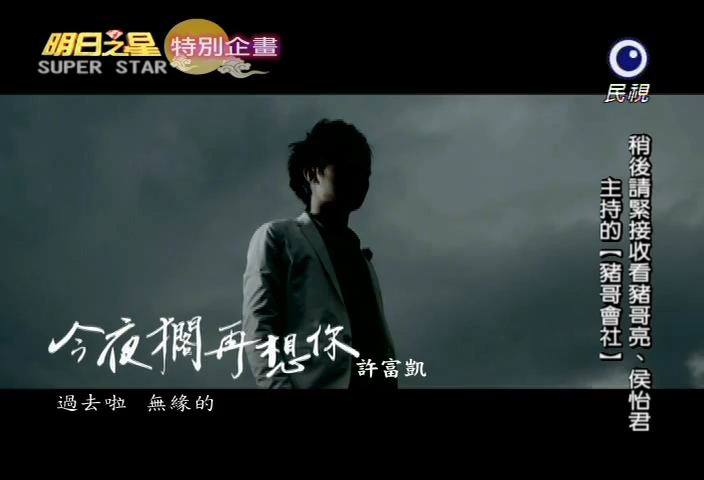 明日之星
特別企畫
SUPER STAR
民視
稍後請緊接收看豬哥亮、侯怡君
主持的【豬哥會社】
今夜擱再想你
許富凱
過去啦 無緣的